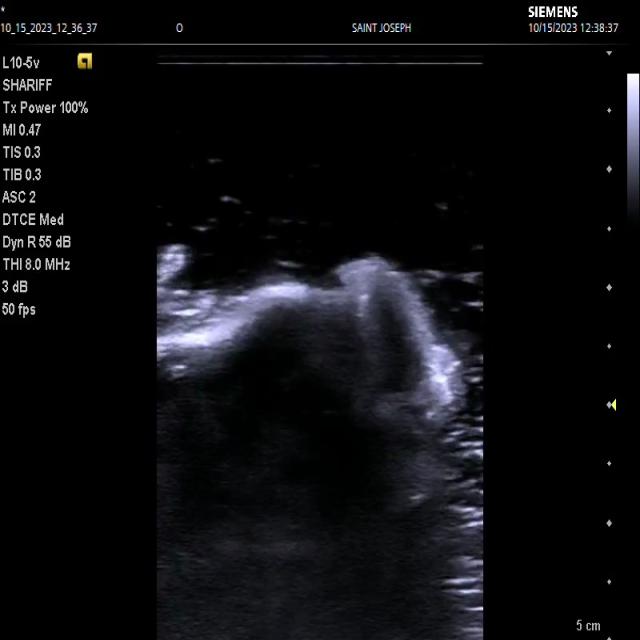 *
SIEMENS
10_15_2023_12_36_37 O SAINT JOSEPH 10/15/2023 12:38:37
L10-5v
SHARIFF
Tx Power 100%
MI 0.47
TIS 0.3
TIB 0.3
ASC 2
DTCE Med
Dyn R 55 dB
THI 8.0 MHz
3 dB
50 fps
5 cm